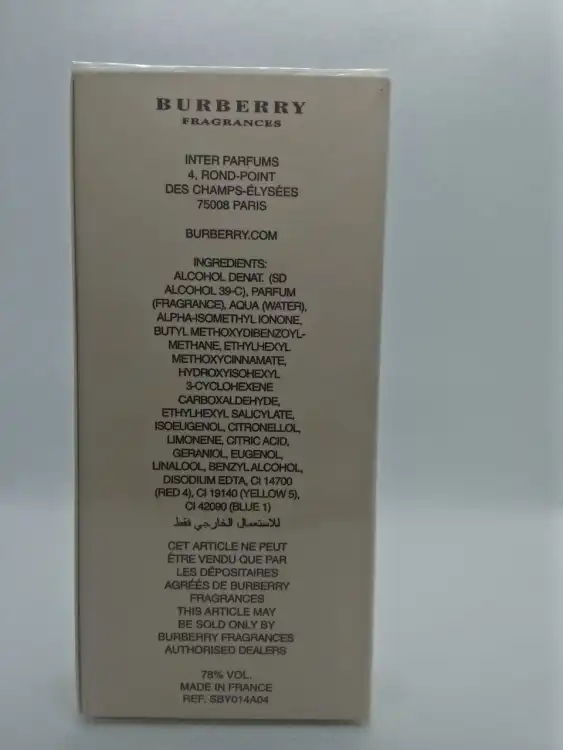 BURBERRY
FRAGRANCES
INTER PARFUMS
4, ROND-POINT
DES CHAMPS-ÉLYSÉES
75008 PARIS
BURBERRY.COM
INGREDIENTS:
ALCOHOL DENAT. (SD
ALCOHOL 39-C), PARFUM
(FRAGRANCE), AQUA (WATER),
ALPHA-ISOMETHYL IONONE,
BUTYL METHOXYDIBENZOYL-
METHANE, ETHYLHEXYL
METHOXYCINNAMATE,
HYDROXYISOHEXYL
3-CYCLOHEXENE
CARBOXALDEHYDE,
ETHYLHEXYL SALICYLATE,
ISOEUGENOL, CITRONELLOL,
LIMONENE, CITRIC ACID,
GERANIOL, EUGENOL,
LINALOOL, BENZYL ALCOHOL,
DISODIUM EDTA, CI 14700
(RED 4), CI 19140 (YELLOW 5),
CI 42090 (BLUE 1)
للاستعمال الخارجي فقط
CET ARTICLE NE PEUT
ÊTRE VENDU QUE PAR
LES DÉPOSITAIRES
AGRÉÉS DE BURBERRY
FRAGRANCES
THIS ARTICLE MAY
BE SOLD ONLY BY
BURBERRY FRAGRANCES
AUTHORISED DEALERS
78% VOL.
MADE IN FRANCE
REF. SBY014A04